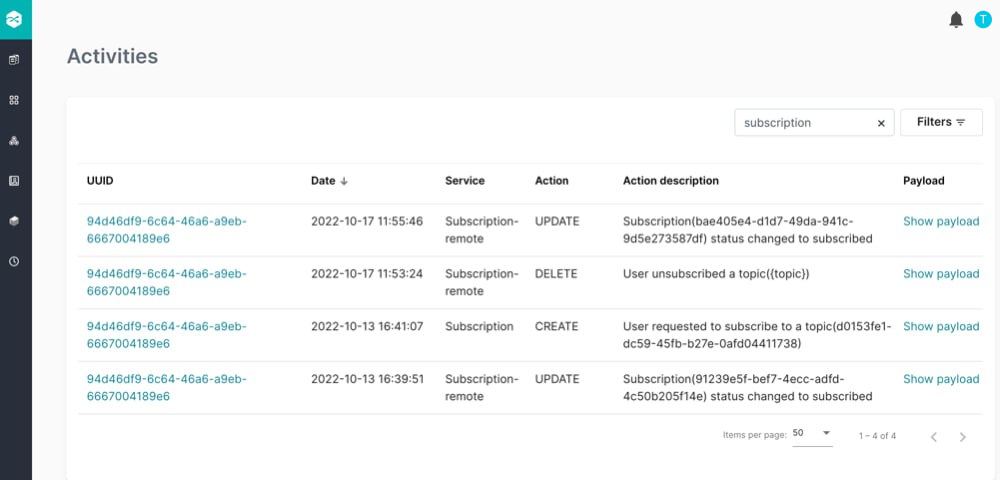 T
Activities
subscription ×
Filters
UUID Date ↓ Service Action Action description Payload
94d46df9-6c64-46a6-a9eb- 2022-10-17 11:55:46 Subscription- UPDATE Subscription(bae405e4-d1d7-49da-941c- Show payload
6667004189e6 remote 9d5e273587df) status changed to subscribed
94d46df9-6c64-46a6-a9eb- 2022-10-17 11:53:24 Subscription- DELETE User unsubscribed a topic({topic}) Show payload
6667004189e6 remote
94d46df9-6c64-46a6-a9eb- 2022-10-13 16:41:07 Subscription CREATE User requested to subscribe to a topic(d0153fe1- Show payload
6667004189e6 dc59-45fb-b27e-0afd04411738)
94d46df9-6c64-46a6-a9eb- 2022-10-13 16:39:51 Subscription- UPDATE Subscription(91239e5f-bef7-4ecc-adfd- Show payload
6667004189e6 remote 4c50b205f14e) status changed to subscribed
Items per page: 50 1 – 4 of 4